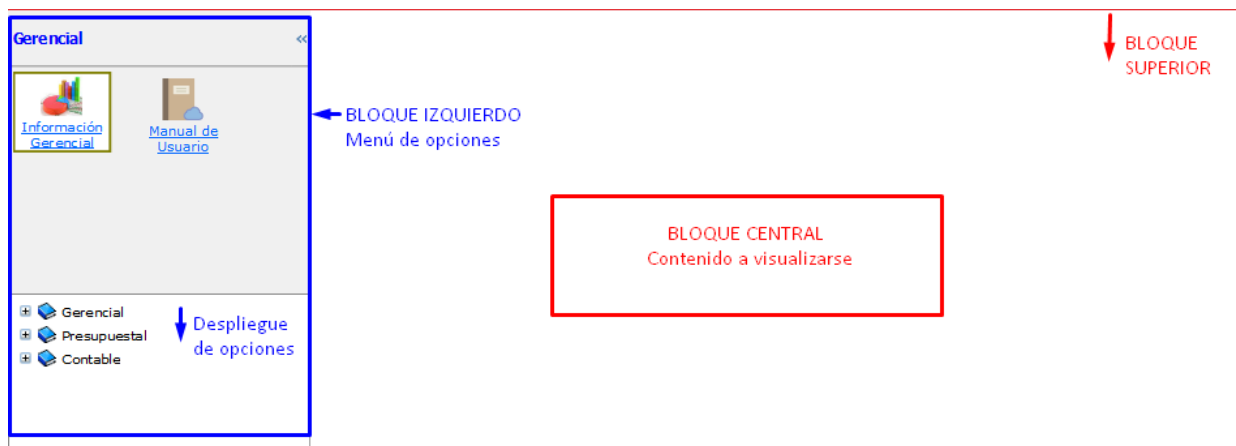 Gerencial «
BLOQUE
SUPERIOR
Información
Gerencial
Manual de
Usuario
BLOQUE IZQUIERDO
Menú de opciones
BLOQUE CENTRAL
Contenido a visualizarse
Gerencial
Presupuestal
Contable
Despliegue
de opciones